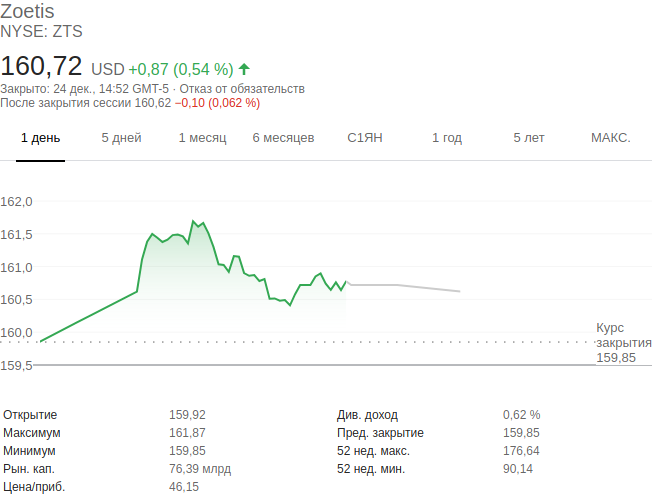 Zoetis
NYSE: ZTS
160,72 USD +0,87 (0,54 %)
Закрыто: 24 дек., 14:52 GMT-5 · Отказ от обязательств
После закрытия сессии 160,62 −0,10 (0,062 %)
1 день 5 дней 1 месяц 6 месяцев С1ЯН 1 год 5 лет МАКС.
162,0
161,5
161,0
160,5
160,0
159,5
Курс
закрытия
159,85
Открытие 159,92 Див. доход 0,62 %
Максимум 161,87 Пред. закрытие 159,85
Минимум 159,85 52 нед. макс. 176,64
Рын. кап. 76,39 млрд 52 нед. мин. 90,14
Цена/приб. 46,15